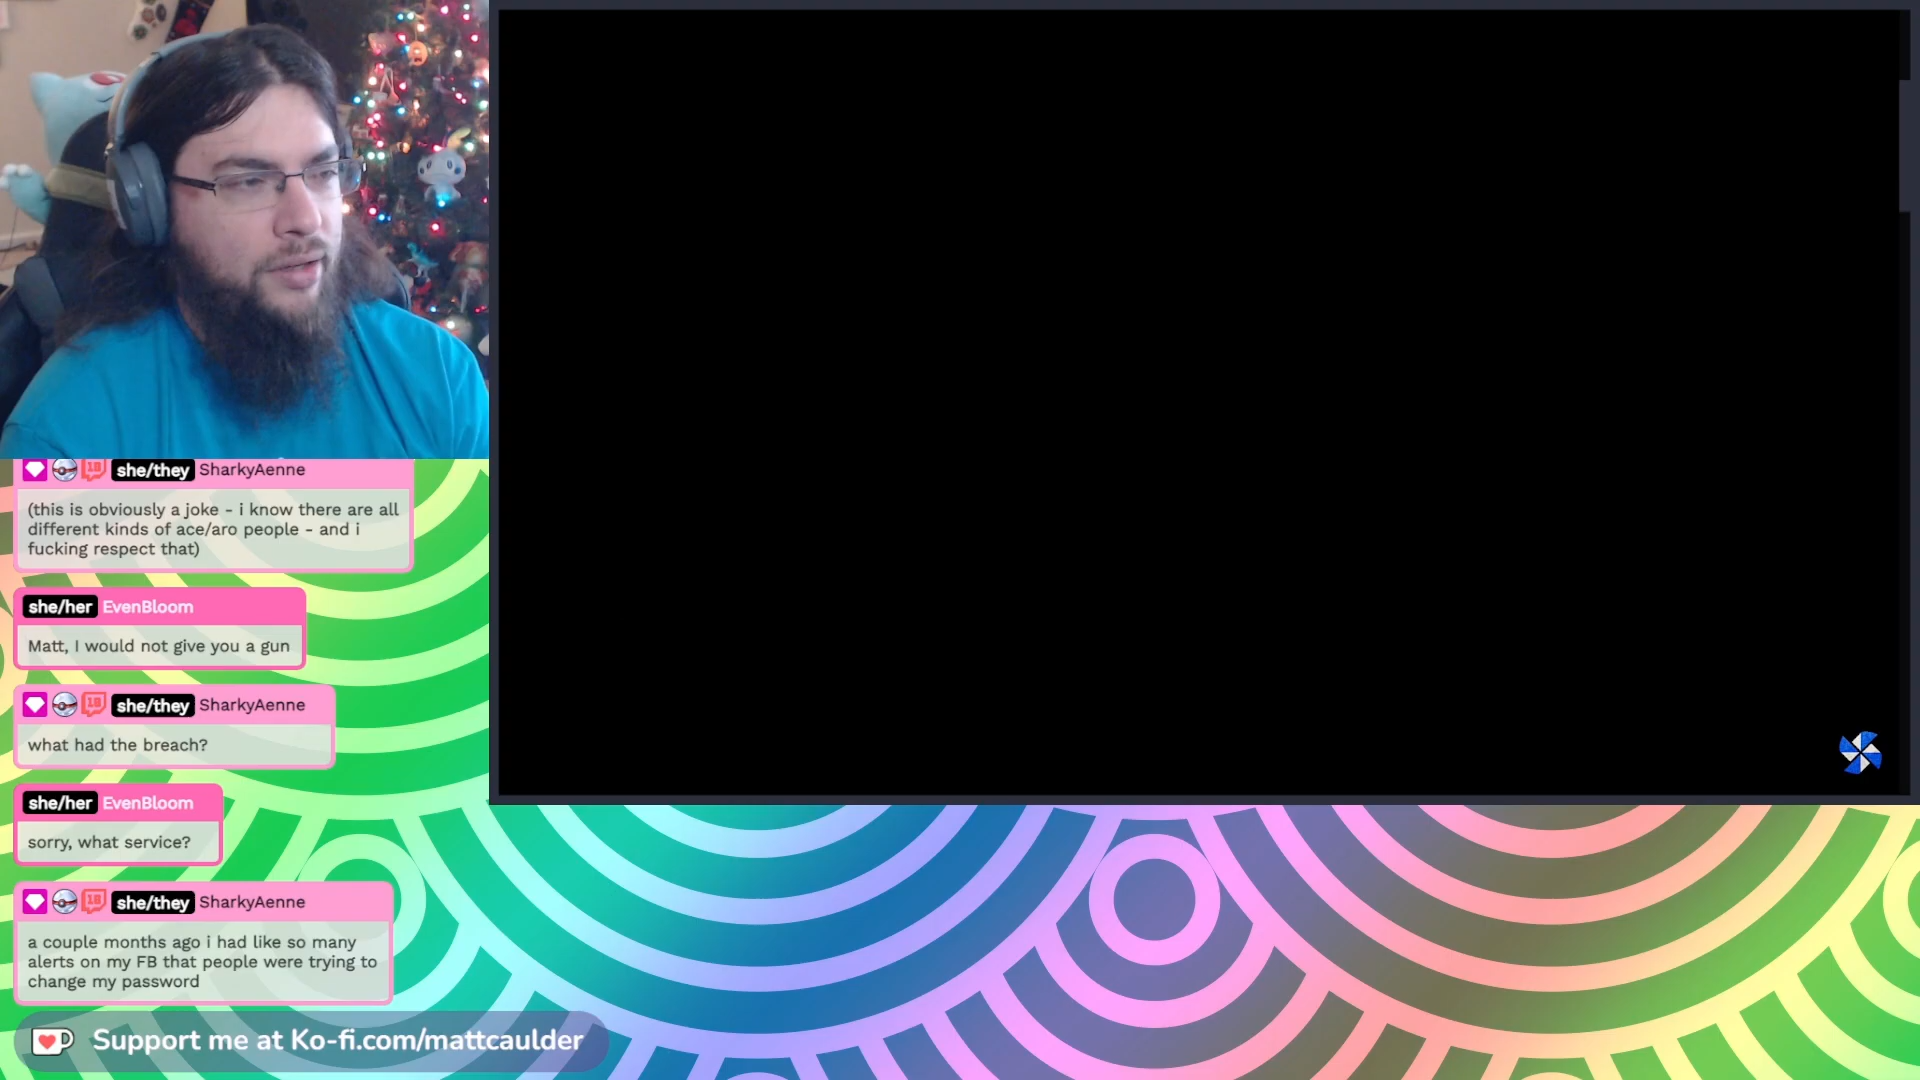 she/they SharkyAenne
(this is obviously a joke - i know there are all
different kinds of ace/aro people - and i
fucking respect that)
she/her EvenBloom
Matt, I would not give you a gun
18 she/they SharkyAenne
what had the breach?
she/her EvenBloom
sorry, what service?
18 she/they SharkyAenne
a couple months ago i had like so many
alerts on my FB that people were trying to
change my password
Support me at Ko-fi.com/mattcaulder